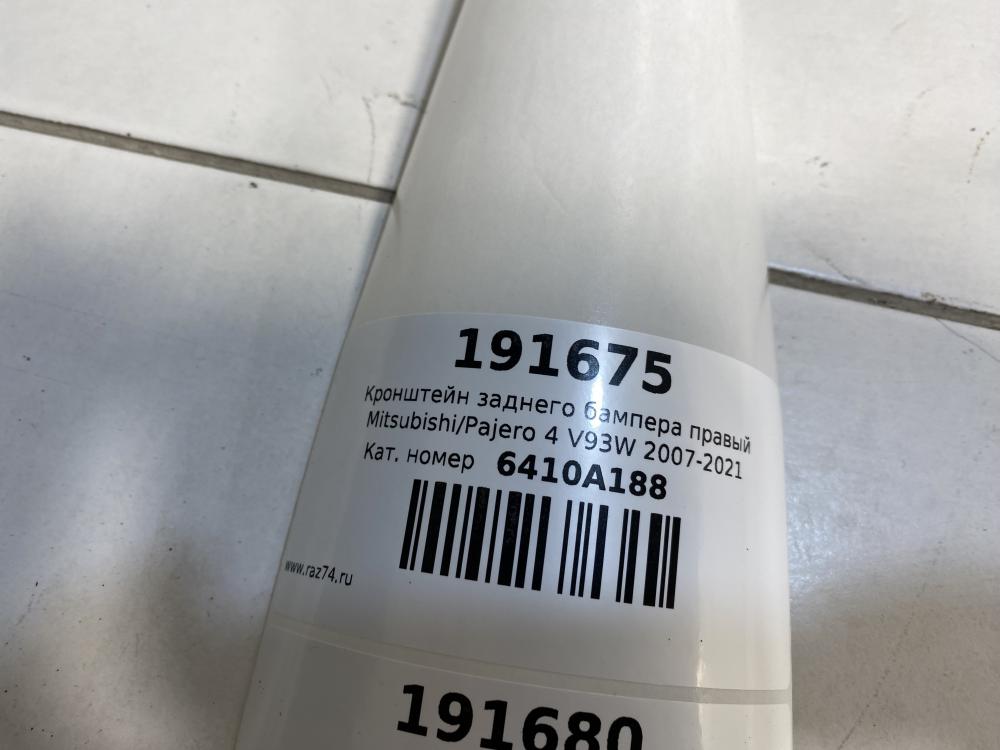 191675
Кронштейн заднего бампера правый
Mitsubishi/Pajero 4 V93W 2007-2021
Кат. номер 6410A188
www.raz74.ru
191680